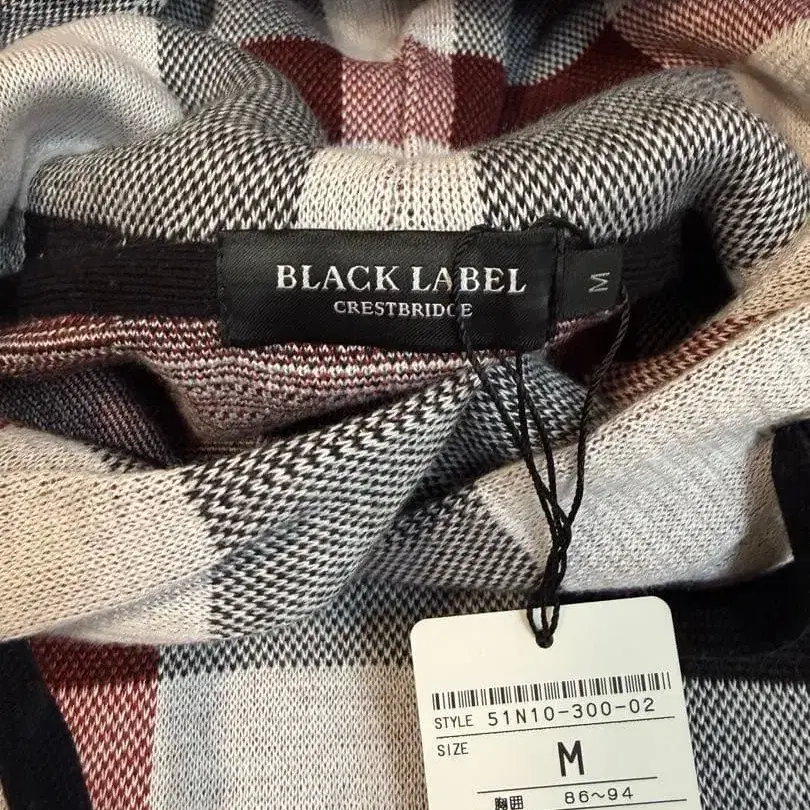 BLACK LABEL
CRESTBRIDGE
M
STYLE 51N10-300-02
SIZE
M
胸囲 86~94